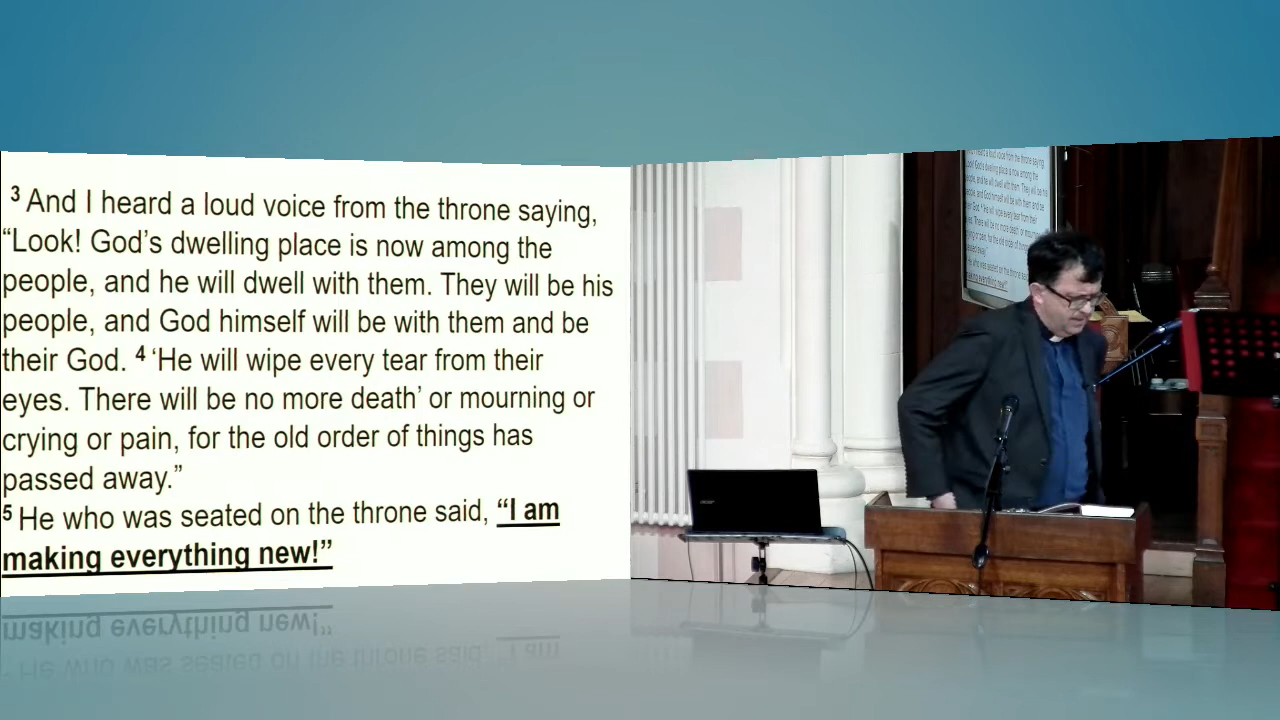 3 And I heard a loud voice from the throne saying,
“Look! God’s dwelling place is now among the
people, and he will dwell with them. They will be his
people, and God himself will be with them and be
their God. 4 ‘He will wipe every tear from their
eyes. There will be no more death’ or mourning or
crying or pain, for the old order of things has
passed away.”
5 He who was seated on the throne said, “I am
making everything new!”